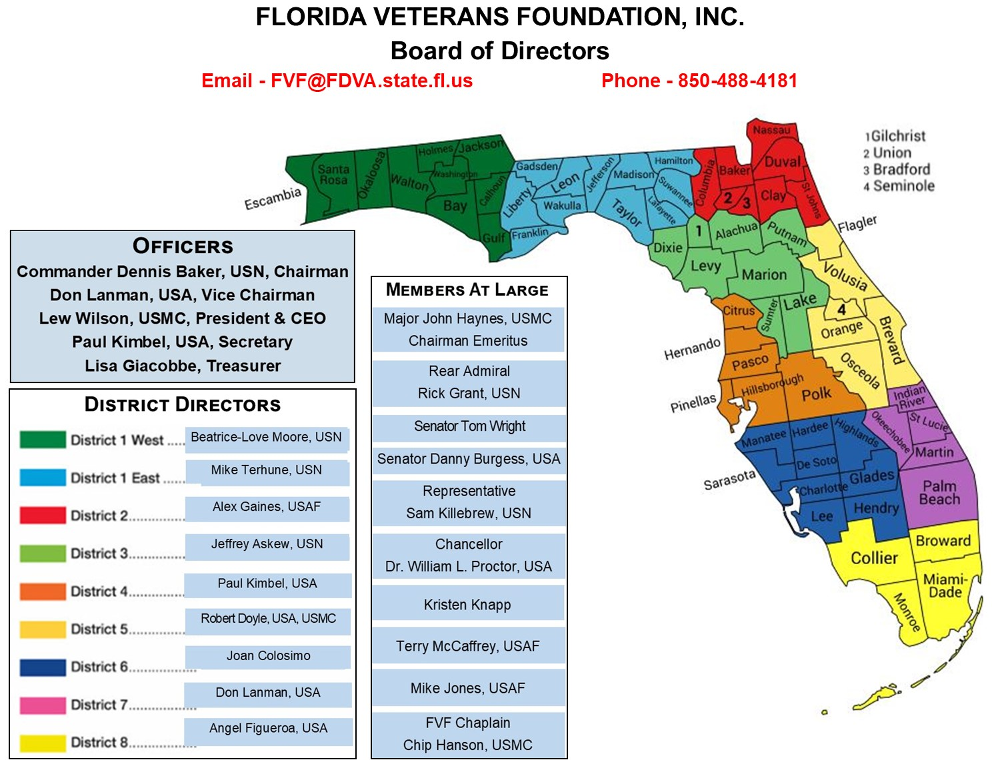 FLORIDA VETERANS FOUNDATION, INC.
Board of Directors
Email - FVF@FDVA.state.fl.us
Phone - 850-488-4181
OFFICERS
Commander Dennis Baker, USN, Chairman
Don Lanman, USA, Vice Chairman
Lew Wilson, USMC, President & CEO
Paul Kimbel, USA, Secretary
Lisa Giacobbe, Treasurer
DISTRICT DIRECTORS
District 1 West ..... Beatrice-Love Moore, USN
District 1 East ...... Mike Terhune, USN
District 2............... Alex Gaines, USAF
District 3............... Jeffrey Askew, USN
District 4............... Paul Kimbel, USA
District 5............... Robert Doyle, USA, USMC
District 6.................. Joan Colosimo
District 7.................. Don Lanman, USA
District 8.................. Angel Figueroa, USA
MEMBERS AT LARGE
Major John Haynes, USMC
Chairman Emeritus
Rear Admiral
Rick Grant, USN
Senator Tom Wright
Senator Danny Burgess, USA
Representative
Sam Killebrew, USN
Chancellor
Dr. William L. Proctor, USA
Kristen Knapp
Terry McCaffrey, USAF
Mike Jones, USAF
FVF Chaplain
Chip Hanson, USMC
1 Gilchrist
2 Union
3 Bradford
4 Seminole
Escambia
Santa
Rosa
Okaloosa
Walton
Holmes
Jackson
Washington
Bay
Calhoun
Gulf
Gadsden
Liberty
Leon
Wakulla
Franklin
Jefferson
Madison
Taylor
Hamilton
Suwannee
Lafayette
Columbia
Baker
Nassau
Duval
2
3
Clay
St Johns
1
Alachua
Putnam
Dixie
Levy
Marion
Sumter
Lake
Flagler
Volusia
4
Orange
Brevard
Osceola
Citrus
Hernando
Pasco
Pinellas
Hillsborough
Polk
Indian
River
Okeechobee
St Lucie
Martin
Palm
Beach
Manatee
Hardee
Highlands
Sarasota
De Soto
Charlotte
Glades
Lee
Hendry
Collier
Broward
Miami-
Dade
Monroe